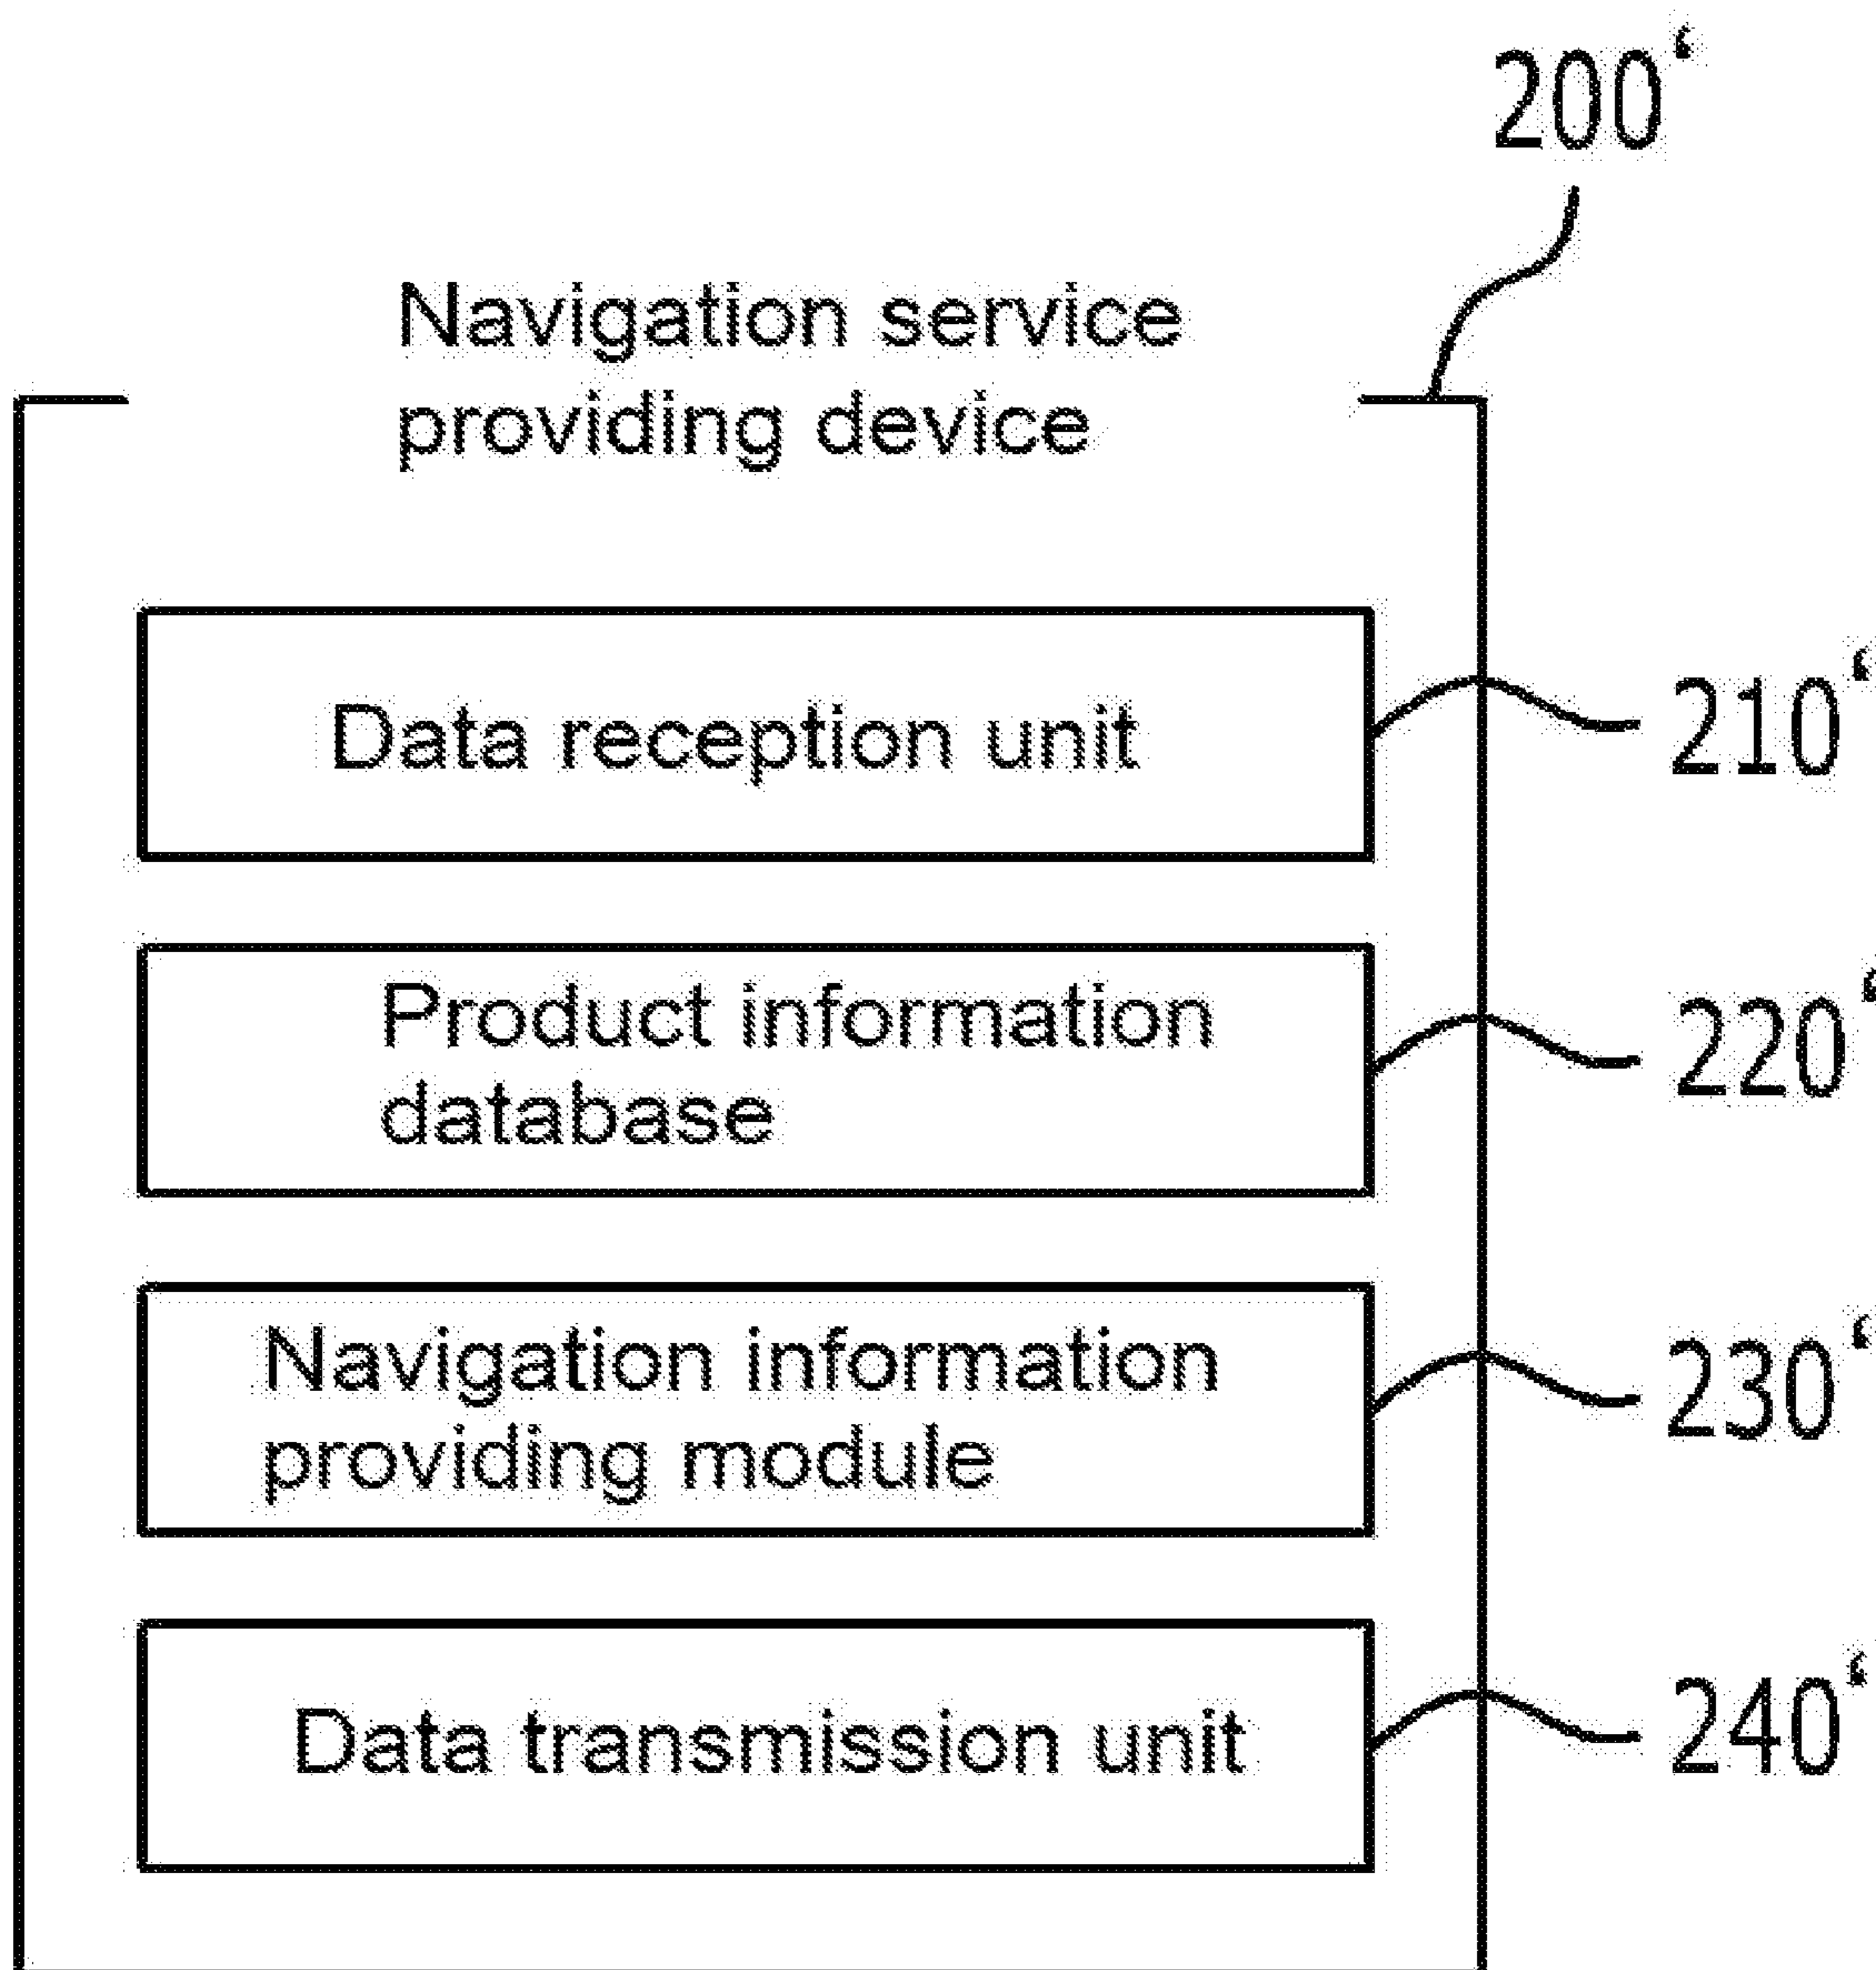 200‘
Navigation service
providing device
Data reception unit
210‘
Product information
database
220‘
Navigation information
providing module
230‘
Data transmission unit
240‘